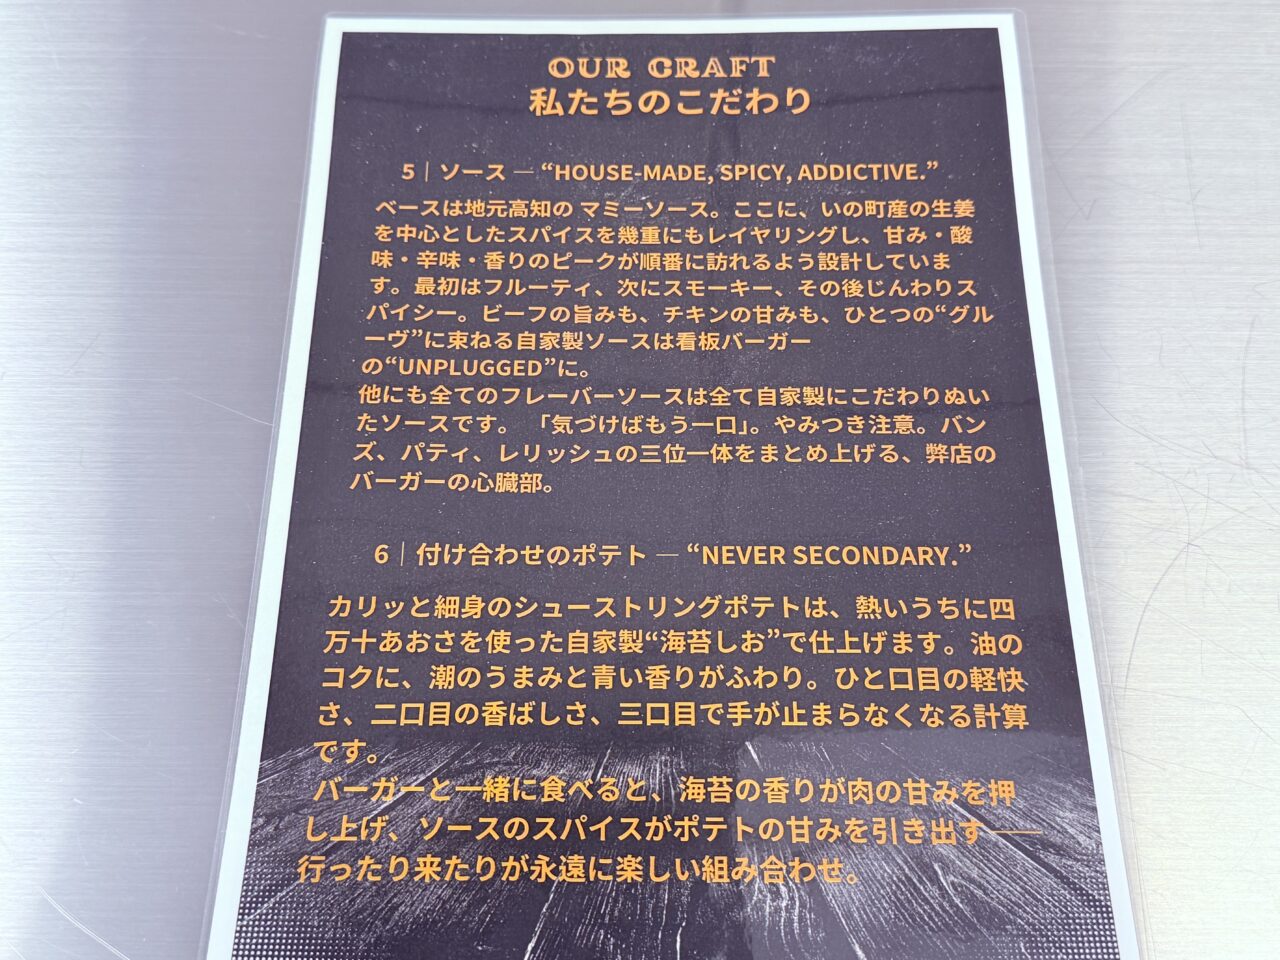 OUR CRAFT
私たちのこだわり
5｜ソース ― “HOUSE-MADE, SPICY, ADDICTIVE.”
ベースは地元高知の マミーソース。ここに、いの町産の生姜
を中心としたスパイスを幾重にもレイヤリングし、甘み・酸
味・辛味・香りのピークが順番に訪れるよう設計していま
す。最初はフルーティ、次にスモーキー、その後じんわりス
パイシー。ビーフの旨みも、チキンの甘みも、ひとつの“グル
ーヴ”に束ねる自家製ソースは看板バーガー
の“UNPLUGGED”に。
他にも全てのフレーバーソースは全て自家製にこだわりぬい
たソースです。 「気づけばもう一口」。やみつき注意。バン
ズ、パティ、レリッシュの三位一体をまとめ上げる、弊店の
バーガーの心臓部。
6｜付け合わせのポテト ― “NEVER SECONDARY.”
カリッと細身のシューストリングポテトは、熱いうちに四
万十あおさを使った自家製“海苔しお”で仕上げます。油の
コクに、潮のうまみと青い香りがふわり。ひと口目の軽快
さ、二口目の香ばしさ、三口目で手が止まらなくなる計算
です。
バーガーと一緒に食べると、海苔の香りが肉の甘みを押
し上げ、ソースのスパイスがポテトの甘みを引き出す――
行ったり来たりが永遠に楽しい組み合わせ。